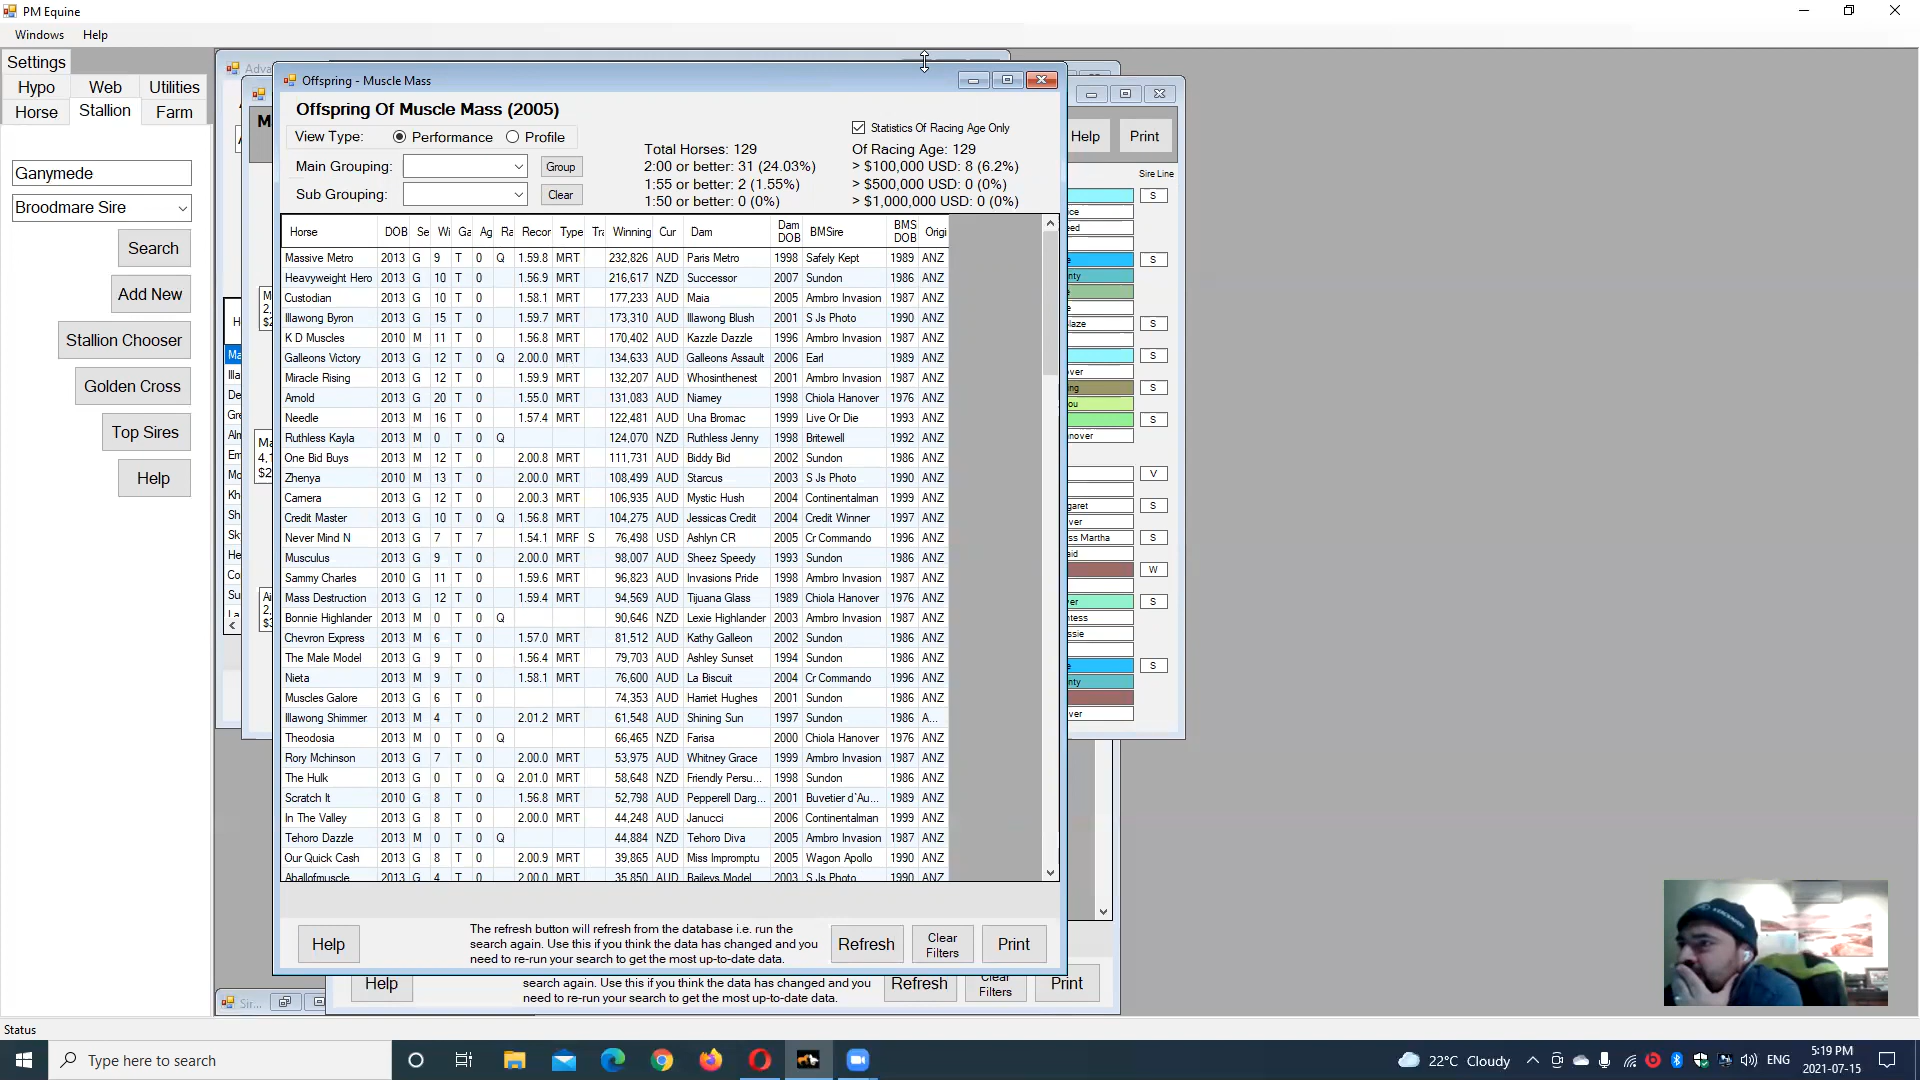 PM Equine
Windows Help
Settings
Hypo Web Utilities
Horse Stallion Farm
Ganymede
Broodmare Sire
Search
Add New
Stallion Chooser
Golden Cross
Top Sires
Help
Offspring - Muscle Mass
Offspring Of Muscle Mass (2005)
View Type: Performance Profile
Main Grouping: Group
Sub Grouping: Clear
Total Horses: 129
2:00 or better: 31 (24.03%)
1:55 or better: 2 (1.55%)
1:50 or better: 0 (0%)
Statistics Of Racing Age Only
Of Racing Age: 129
> $100,000 USD: 8 (6.2%)
> $500,000 USD: 0 (0%)
> $1,000,000 USD: 0 (0%)
Horse DOB Se Wi Ga Ag Ra Recor Type Tra Winning Cur Dam Dam DOB BMSire BMS DOB Origi
Massive Metro 2013 G 9 T 0 Q 1.59.8 MRT 232,826 AUD Paris Metro 1998 Safely Kept 1989 ANZ
Heavyweight Hero 2013 G 10 T 0 1.56.9 MRT 216,617 NZD Successor 2007 Sundon 1986 ANZ
Custodian 2013 G 10 T 0 1.58.1 MRT 177,233 AUD Maia 2005 Ambro Invasion 1987 ANZ
Illawong Byron 2013 G 15 T 0 1.59.7 MRT 173,310 AUD Illawong Blush 2001 S Js Photo 1990 ANZ
K D Muscles 2010 M 11 T 0 1.56.8 MRT 170,402 AUD Kazzle Dazzle 1996 Ambro Invasion 1987 ANZ
Galleons Victory 2013 G 12 T 0 Q 2.00.0 MRT 134,633 AUD Galleons Assault 2006 Earl 1989 ANZ
Miracle Rising 2013 G 12 T 0 1.59.9 MRT 132,207 AUD Whosinthenest 2001 Ambro Invasion 1987 ANZ
Arnold 2013 G 20 T 0 1.55.0 MRT 131,083 AUD Niamey 1998 Chiola Hanover 1976 ANZ
Needle 2013 M 16 T 0 1.57.4 MRT 122,481 AUD Una Bromac 1999 Live Or Die 1993 ANZ
Ruthless Kayla 2013 M 0 T 0 Q 124,070 NZD Ruthless Jenny 1998 Britewell 1992 ANZ
One Bid Buys 2013 M 12 T 0 2.00.8 MRT 111,731 AUD Biddy Bid 2002 Sundon 1986 ANZ
Zhenya 2010 M 13 T 0 2.00.0 MRT 108,499 AUD Starcus 2003 S Js Photo 1990 ANZ
Camera 2013 G 12 T 0 2.00.3 MRT 106,935 AUD Mystic Hush 2004 Continentalman 1999 ANZ
Credit Master 2013 G 10 T 0 Q 1.56.8 MRT 104,275 AUD Jessicas Credit 2004 Credit Winner 1997 ANZ
Never Mind N 2013 G 7 T 7 1.54.1 MRF S 76,498 USD Ashlyn CR 2005 Cr Commando 1996 ANZ
Musculus 2013 G 9 T 0 2.00.0 MRT 98,007 AUD Sheez Speedy 1993 Sundon 1986 ANZ
Sammy Charles 2010 G 11 T 0 1.59.6 MRT 96,823 AUD Invasions Pride 1998 Ambro Invasion 1987 ANZ
Mass Destruction 2013 G 12 T 0 1.59.4 MRT 94,569 AUD Tijuana Glass 1989 Chiola Hanover 1976 ANZ
Bonnie Highlander 2013 M 0 T 0 Q 90,646 NZD Lexie Highlander 2003 Ambro Invasion 1987 ANZ
Chevron Express 2013 M 6 T 0 1.57.0 MRT 81,512 AUD Kathy Galleon 2002 Sundon 1986 ANZ
The Male Model 2013 G 9 T 0 1.56.4 MRT 79,703 AUD Ashley Sunset 1994 Sundon 1986 ANZ
Nieta 2013 M 9 T 0 1.58.1 MRT 76,600 AUD La Biscuit 2004 Cr Commando 1996 ANZ
Muscles Galore 2013 G 6 T 0 74,353 AUD Harriet Hughes 2001 Sundon 1986 ANZ
Illawong Shimmer 2013 M 4 T 0 2.01.2 MRT 61,548 AUD Shining Sun 1997 Sundon 1986 A...
Theodosia 2013 M 0 T 0 Q 66,465 NZD Farisa 2000 Chiola Hanover 1976 ANZ
Rory Mchinson 2013 G 7 T 0 2.00.0 MRT 53,975 AUD Whitney Grace 1999 Ambro Invasion 1987 ANZ
The Hulk 2013 G 0 T 0 Q 2.01.0 MRT 58,648 NZD Friendly Persu... 1998 Sundon 1986 ANZ
Scratch It 2010 G 8 T 0 1.56.8 MRT 52,798 AUD Pepperell Darg... 2001 Buvetier d`Au... 1989 ANZ
In The Valley 2013 G 8 T 0 2.00.0 MRT 44,248 AUD Janucci 2006 Continentalman 1999 ANZ
Tehoro Dazzle 2013 M 0 T 0 Q 44,884 NZD Tehoro Diva 2005 Ambro Invasion 1987 ANZ
Our Quick Cash 2013 G 8 T 0 2.00.9 MRT 39,865 AUD Miss Impromptu 2005 Wagon Apollo 1990 ANZ
Aballofmuscle 2013 G 4 T 0 2.00.0 MRT 35,850 AUD Baileys Model 2003 S Js Photo 1990 ANZ
Help
The refresh button will refresh from the database i.e. run the
search again. Use this if you think the data has changed and you
need to re-run your search to get the most up-to-date data.
Refresh Clear Filters Print
Help
search again. Use this if you think the data has changed and you
need to re-run your search to get the most up-to-date data.
Refresh Clear Filters Print
Help Print
Sire Line
S
S
S
S
S
S
V
S
S
W
S
S
Sir...
Status
Type here to search
22°C Cloudy
ENG
5:19 PM
2021-07-15